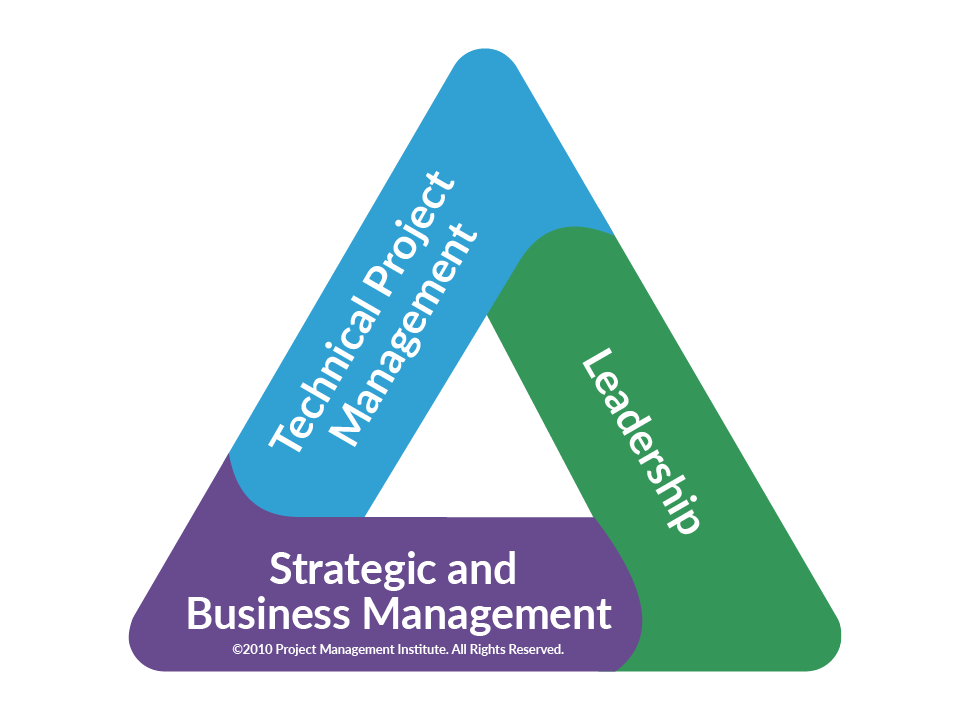 Technical Project
Management
Leadership
Strategic and
Business Management
©2010 Project Management Institute. All Rights Reserved.